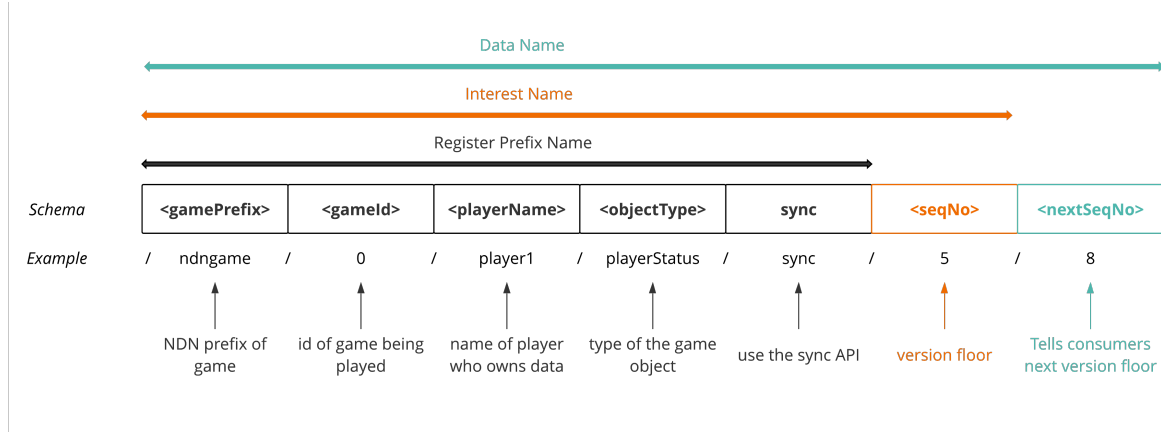 Data Name
Interest Name
Register Prefix Name
Schema <gamePrefix> <gameId> <playerName> <objectType> sync <seqNo> <nextSeqNo>
Example / ndngame / 0 / player1 / playerStatus / sync / 5 / 8
NDN prefix of game
id of game being played
name of player who owns data
type of the game object
use the sync API
version floor
Tells consumers next version floor